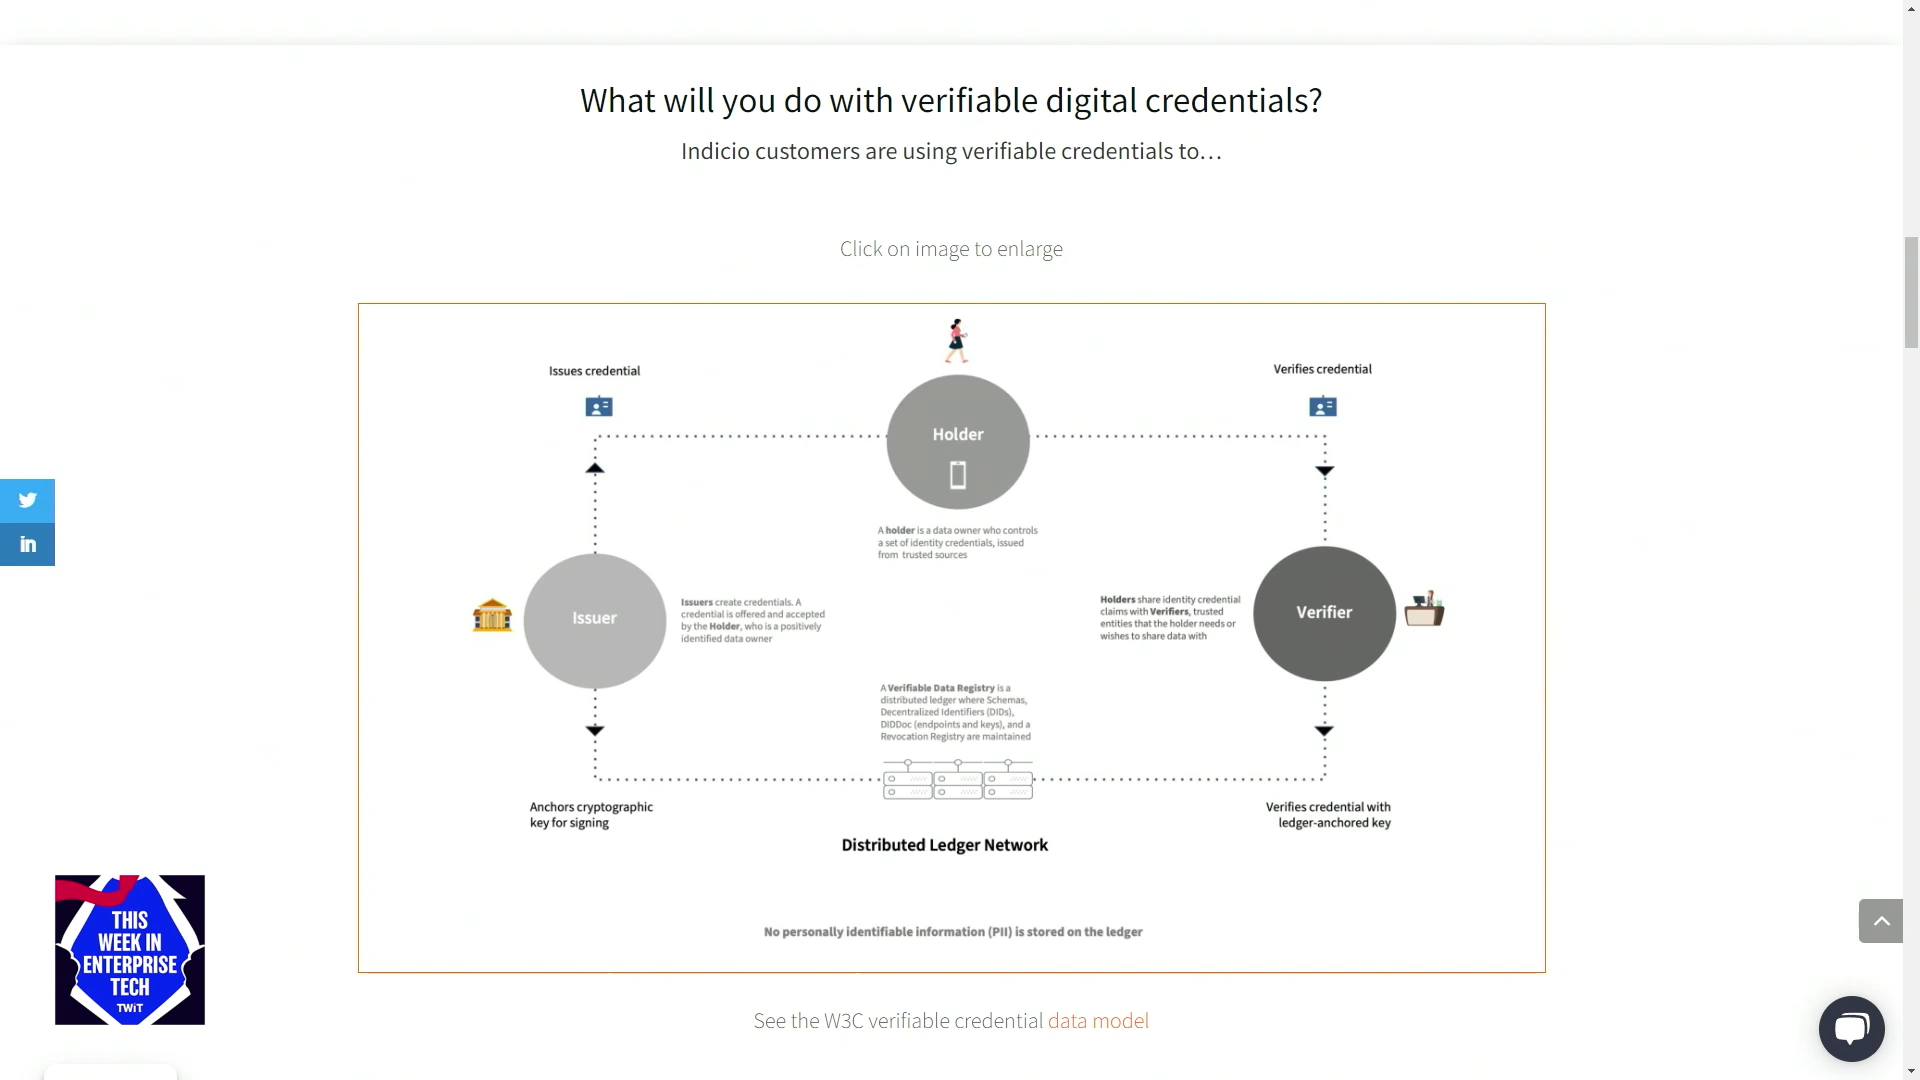 What will you do with verifiable digital credentials?
Indicio customers are using verifiable credentials to…
Click on image to enlarge
Issues credential
Verifies credential
Holder
A holder is a data owner who controls
a set of identity credentials, issued
from trusted sources
Issuer
Issuers create credentials. A
credential is offered and accepted
by the Holder, who is a positively
identified data owner
Holders share identity credential
claims with Verifiers, trusted
entities that the holder needs or
wishes to share data with
Verifier
A Verifiable Data Registry is a
distributed ledger where Schemas,
Decentralized Identifiers (DIDs),
DIDDoc (endpoints and keys), and a
Revocation Registry are maintained
Anchors cryptographic
key for signing
Verifies credential with
ledger-anchored key
Distributed Ledger Network
No personally identifiable information (PII) is stored on the ledger
See the W3C verifiable credential data model
in
THIS
WEEK IN
ENTERPRISE
TECH
TWiT